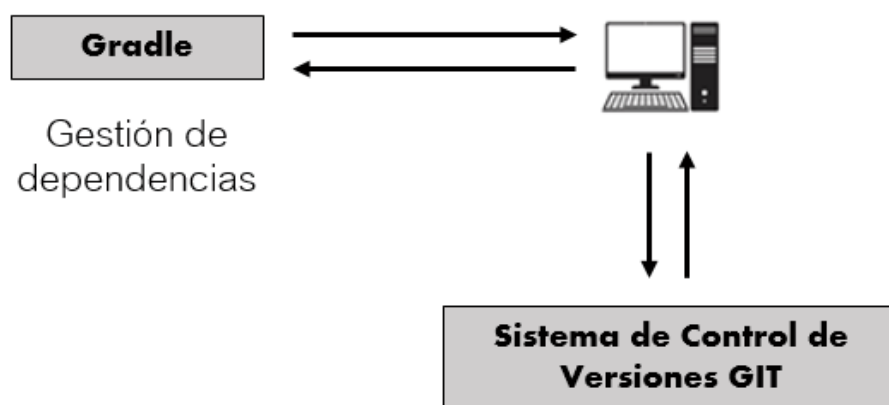 Gradle
Gestión de
dependencias
Sistema de Control de
Versiones GIT